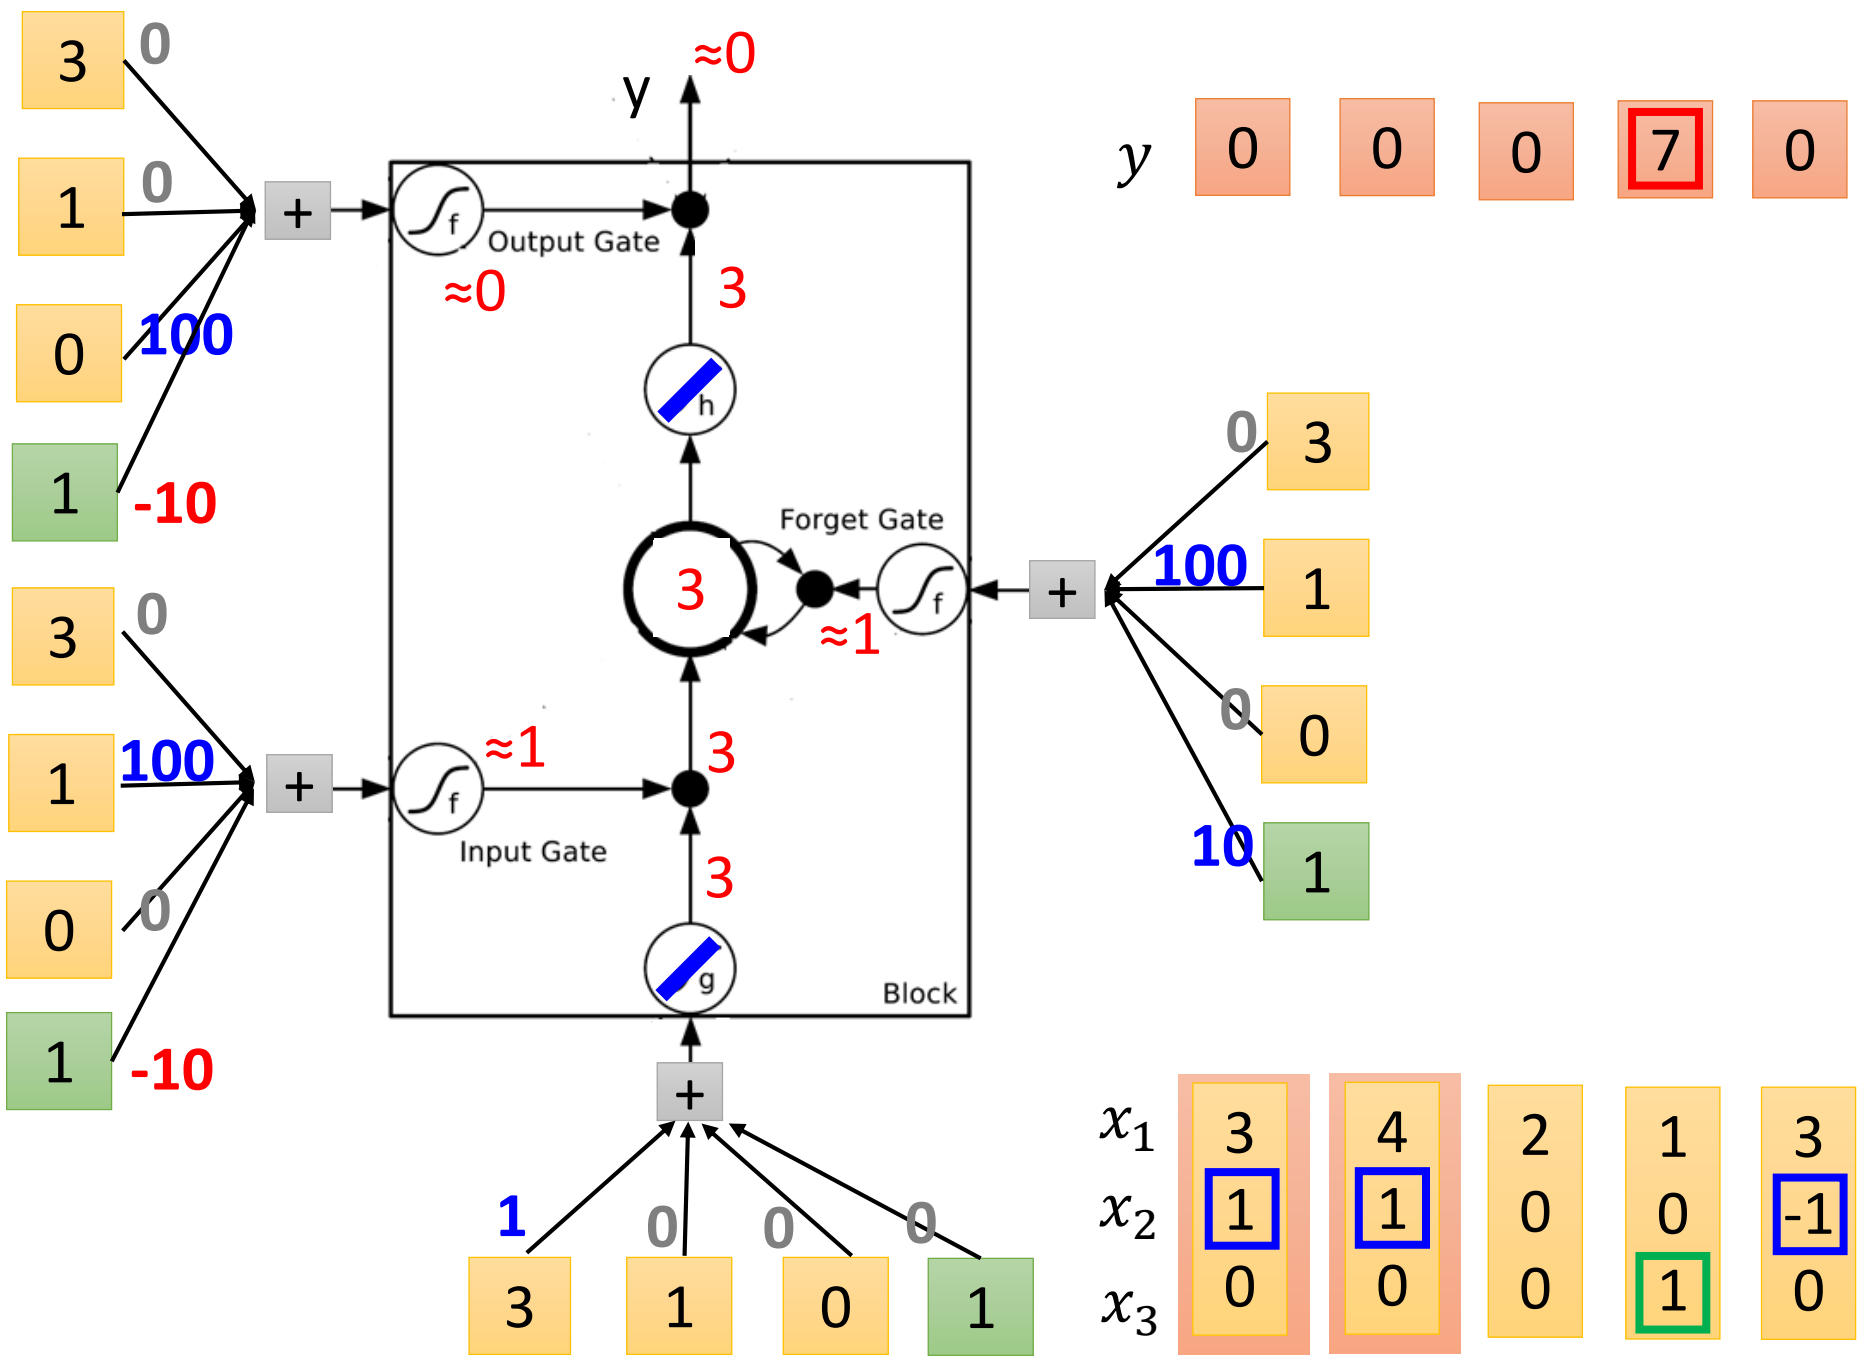 3 0
1 0
0 100
1 -10
+
f
Output Gate
≈0
y ≈0
3
h
3
Forget Gate
f
≈1
+
0 3
100 1
0 0
10 1
3 0
1 100
0 0
1 -10
+
f
≈1
Input Gate
3
3
g
Block
+
1 0 0 0
3 1 0 1
y 0 0 0 7 0
x₁ 3 4 2 1 3
x₂ 1 1 0 0 -1
x₃ 0 0 0 1 0